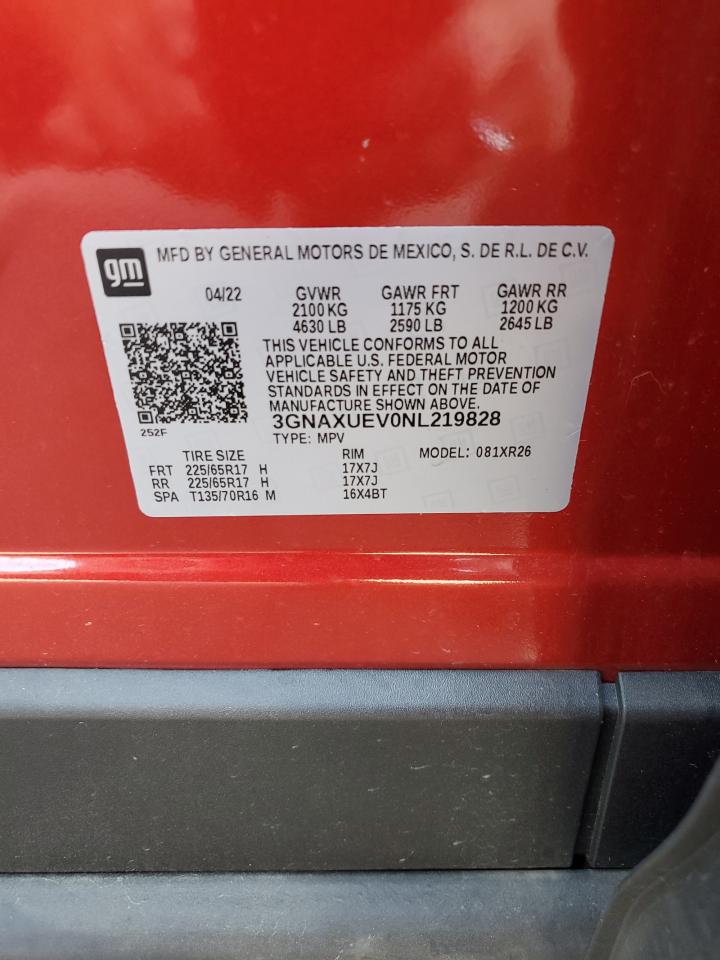 gm
MFD BY GENERAL MOTORS DE MEXICO, S. DE R.L. DE C.V.
04/22 GVWR GAWR FRT GAWR RR
2100 KG 1175 KG 1200 KG
4630 LB 2590 LB 2645 LB
THIS VEHICLE CONFORMS TO ALL
APPLICABLE U.S. FEDERAL MOTOR
VEHICLE SAFETY AND THEFT PREVENTION
STANDARDS IN EFFECT ON THE DATE OF
MANUFACTURE SHOWN ABOVE.
3GNAXUEV0NL219828
252F
TYPE: MPV
TIRE SIZE RIM MODEL: 081XR26
FRT 225/65R17 H 17X7J
RR 225/65R17 H 17X7J
SPA T135/70R16 M 16X4BT